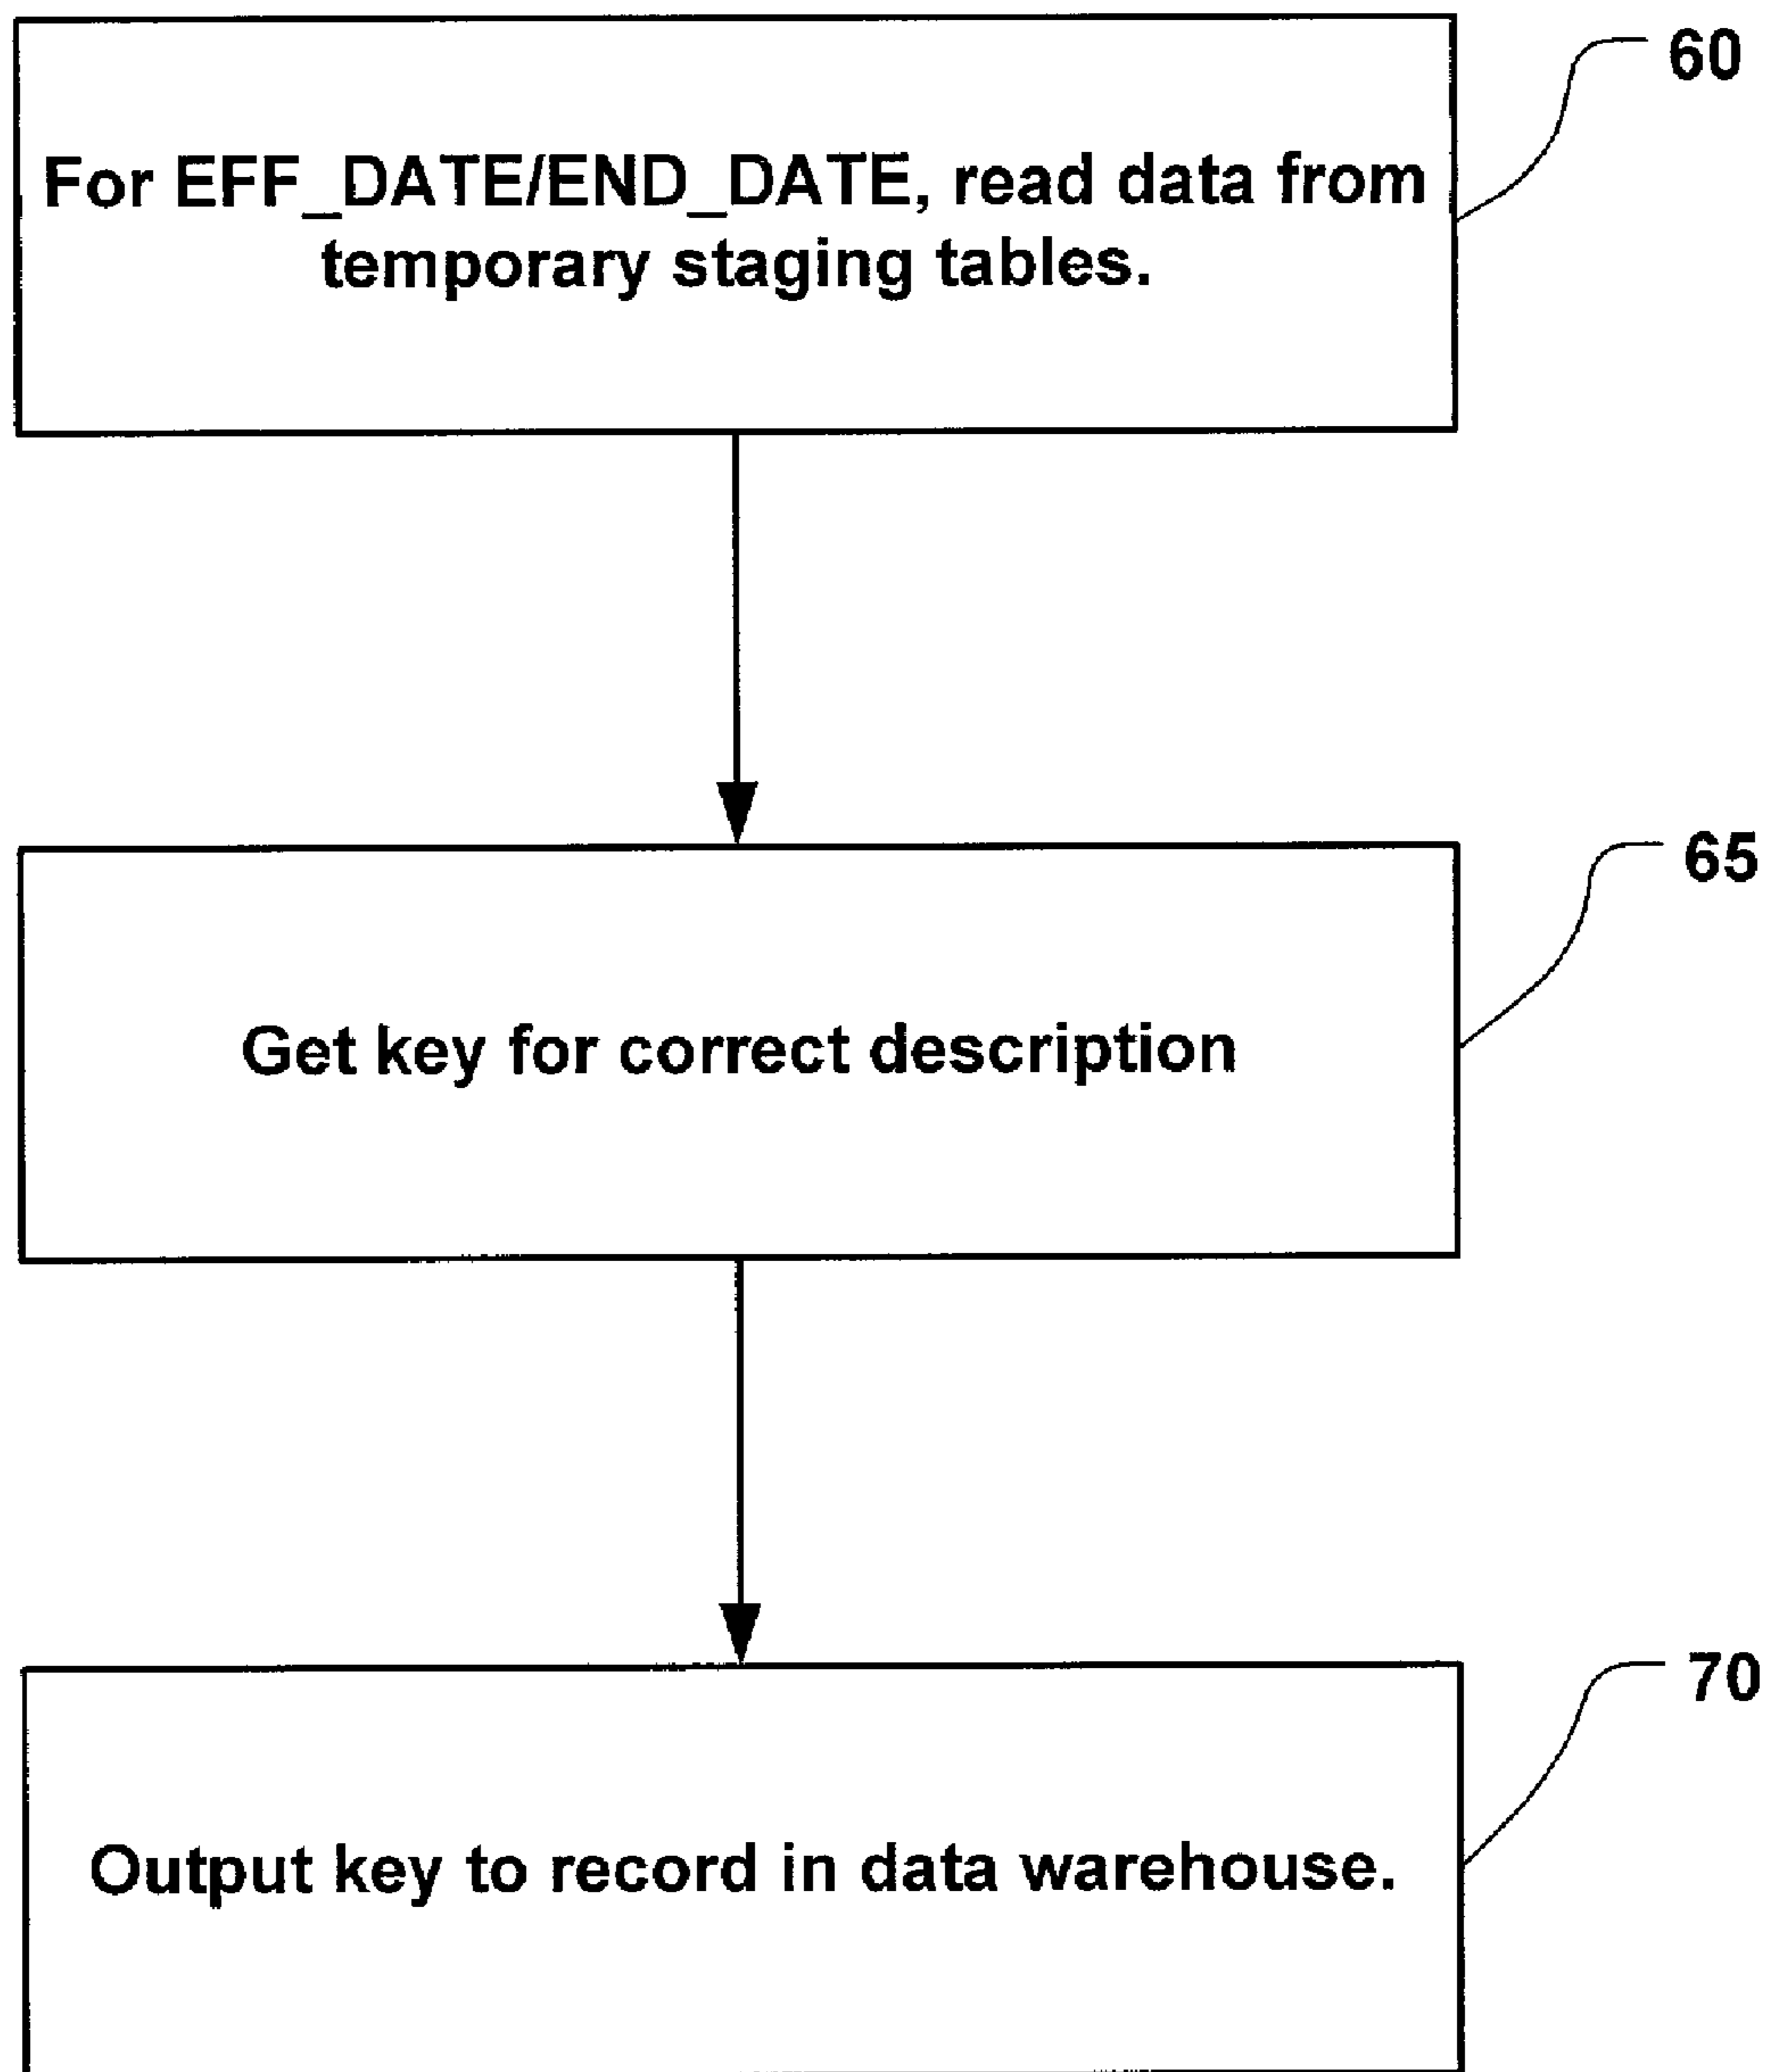 60
For EFF_DATE/END_DATE, read data from
temporary staging tables.
65
Get key for correct description
70
Output key to record in data warehouse.